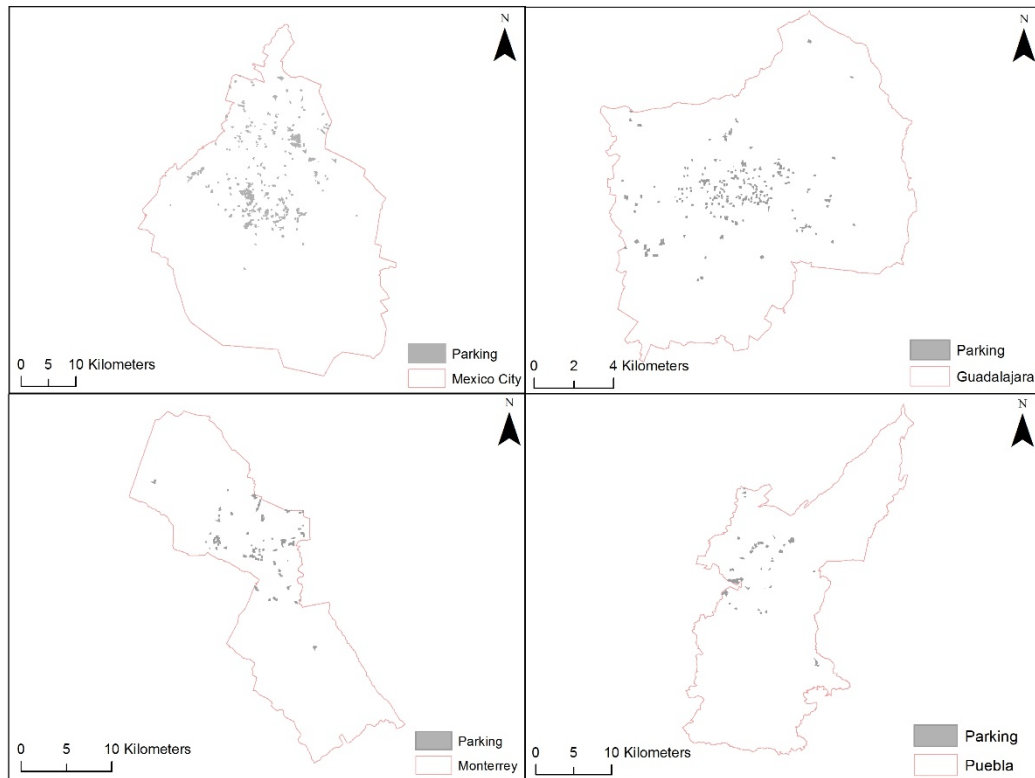 N
0 5 10 Kilometers
Parking
Mexico City
N
0 2 4 Kilometers
Parking
Guadalajara
N
0 5 10 Kilometers
Parking
Monterrey
N
0 5 10 Kilometers
Parking
Puebla